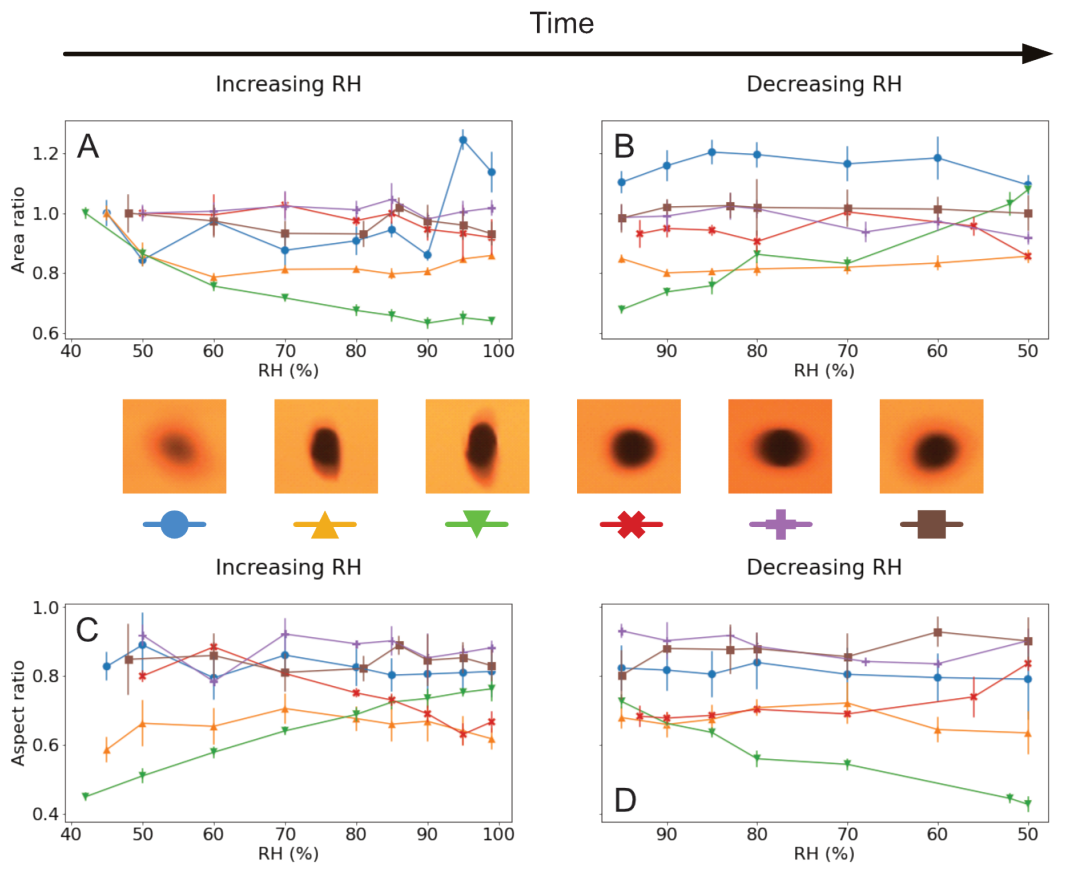 Time
Increasing RH
Decreasing RH
A
B
Area ratio
1.2
1.0
0.8
0.6
40 50 60 70 80 90 100
90 80 70 60 50
RH (%)
RH (%)
Increasing RH
Decreasing RH
C
D
Aspect ratio
1.0
0.8
0.6
0.4
40 50 60 70 80 90 100
90 80 70 60 50
RH (%)
RH (%)